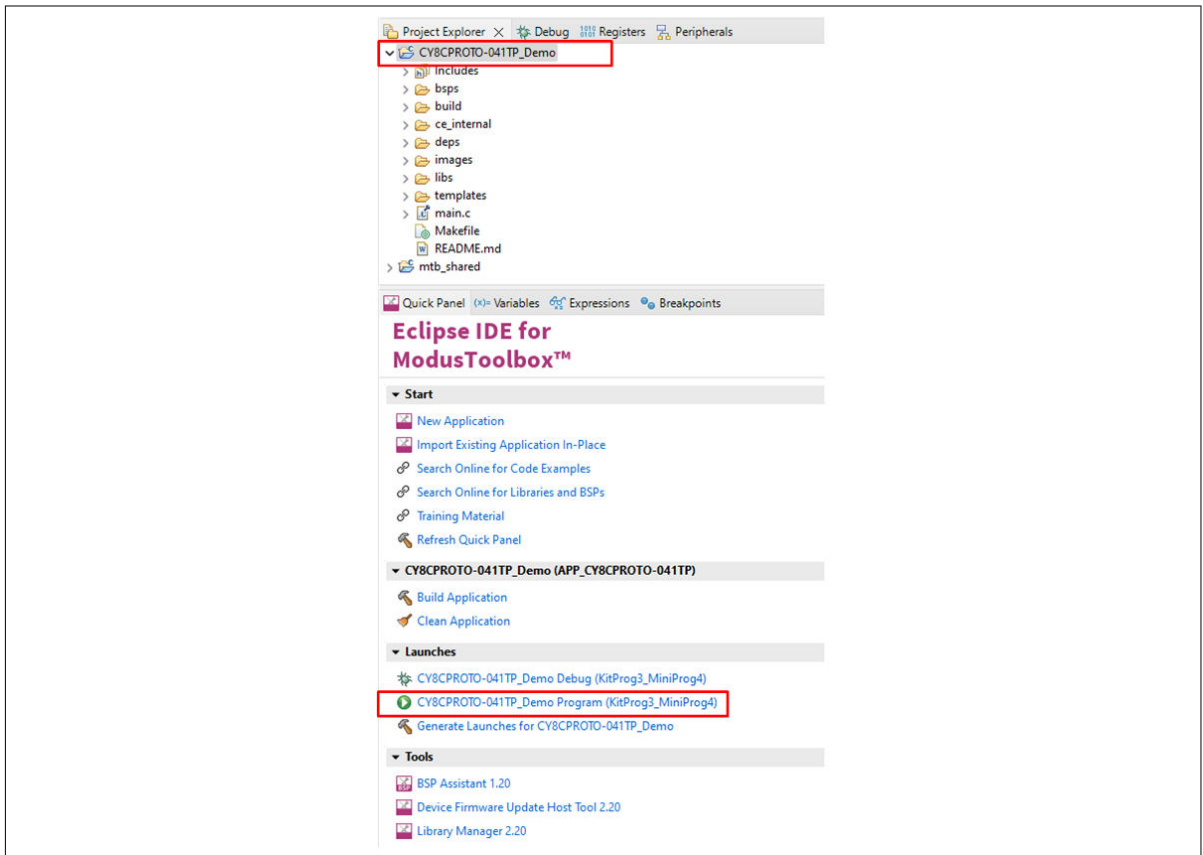 Project Explorer Debug Registers Peripherals
CY8CPROTO-041TP_Demo
Includes
bsps
build
ce_internal
deps
images
libs
templates
main.c
Makefile
README.md
mtb_shared
Quick Panel (x)= Variables Expressions Breakpoints
Eclipse IDE for
ModusToolbox™
Start
New Application
Import Existing Application In-Place
Search Online for Code Examples
Search Online for Libraries and BSPs
Training Material
Refresh Quick Panel
CY8CPROTO-041TP_Demo (APP_CY8CPROTO-041TP)
Build Application
Clean Application
Launches
CY8CPROTO-041TP_Demo Debug (KitProg3_MiniProg4)
CY8CPROTO-041TP_Demo Program (KitProg3_MiniProg4)
Generate Launches for CY8CPROTO-041TP_Demo
Tools
BSP Assistant 1.20
Device Firmware Update Host Tool 2.20
Library Manager 2.20